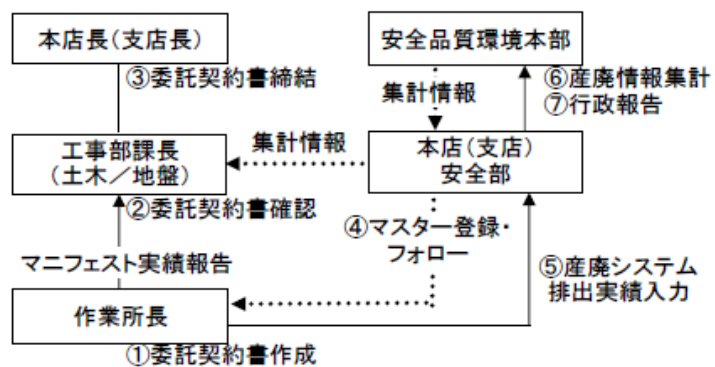 本店長(支店長)
安全品質環境本部
③委託契約書締結
集計情報
⑥産廃情報集計
⑦行政報告
工事部課長
(土木／地盤)
集計情報
本店(支店)
安全部
②委託契約書確認
④マスター登録・
フォロー
マニフェスト実績報告
⑤産廃システム
排出実績入力
作業所長
①委託契約書作成